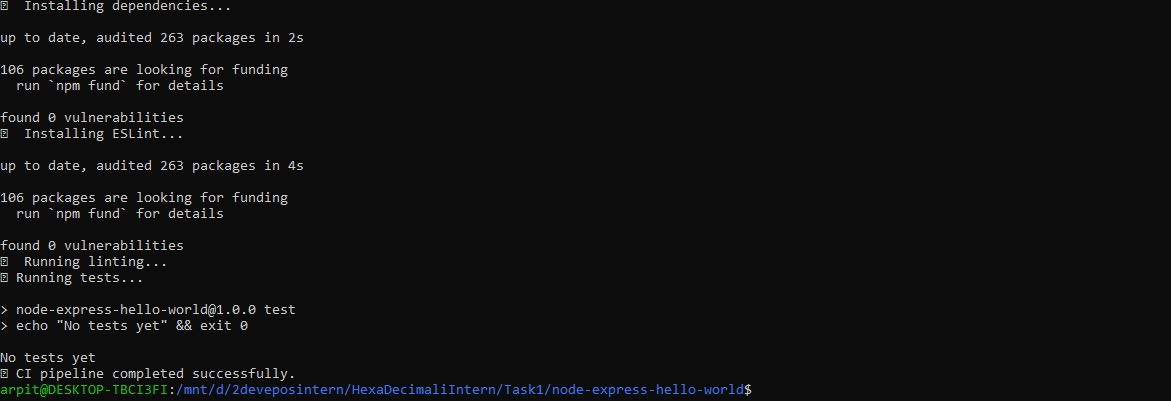 ⍰  Installing dependencies...
up to date, audited 263 packages in 2s
106 packages are looking for funding
  run `npm fund` for details
found 0 vulnerabilities
⍰  Installing ESLint...
up to date, audited 263 packages in 4s
106 packages are looking for funding
  run `npm fund` for details
found 0 vulnerabilities
⍰  Running linting...
⍰ Running tests...
> node-express-hello-world@1.0.0 test
> echo "No tests yet" && exit 0
No tests yet
⍰ CI pipeline completed successfully.
arpit@DESKTOP-TBCI3FI:/mnt/d/2deveposintern/HexaDecimaliIntern/Task1/node-express-hello-world$